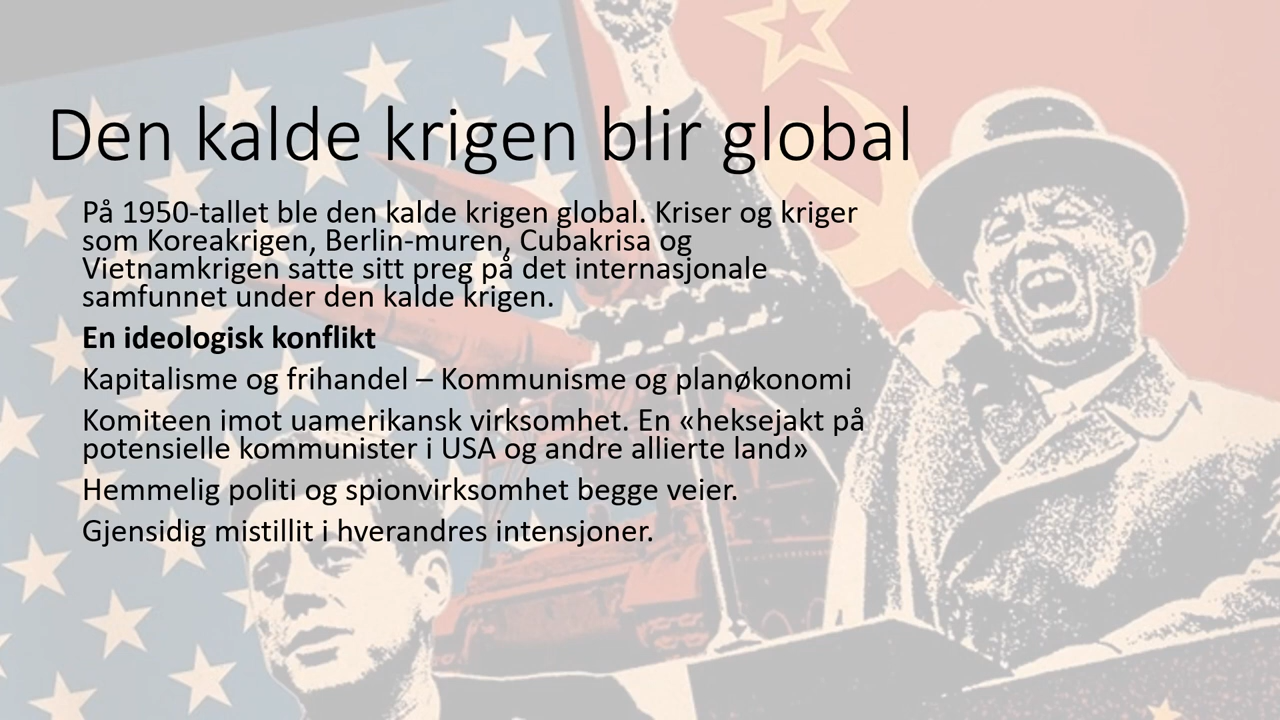 Den kalde krigen blir global
På 1950-tallet ble den kalde krigen global. Kriser og kriger
som Koreakrigen, Berlin-muren, Cubakrisa og
Vietnamkrigen satte sitt preg på det internasjonale
samfunnet under den kalde krigen.
En ideologisk konflikt
Kapitalisme og frihandel – Kommunisme og planøkonomi
Komiteen imot uamerikansk virksomhet. En «heksejakt på
potensielle kommunister i USA og andre allierte land»
Hemmelig politi og spionvirksomhet begge veier.
Gjensidig mistillit i hverandres intensjoner.